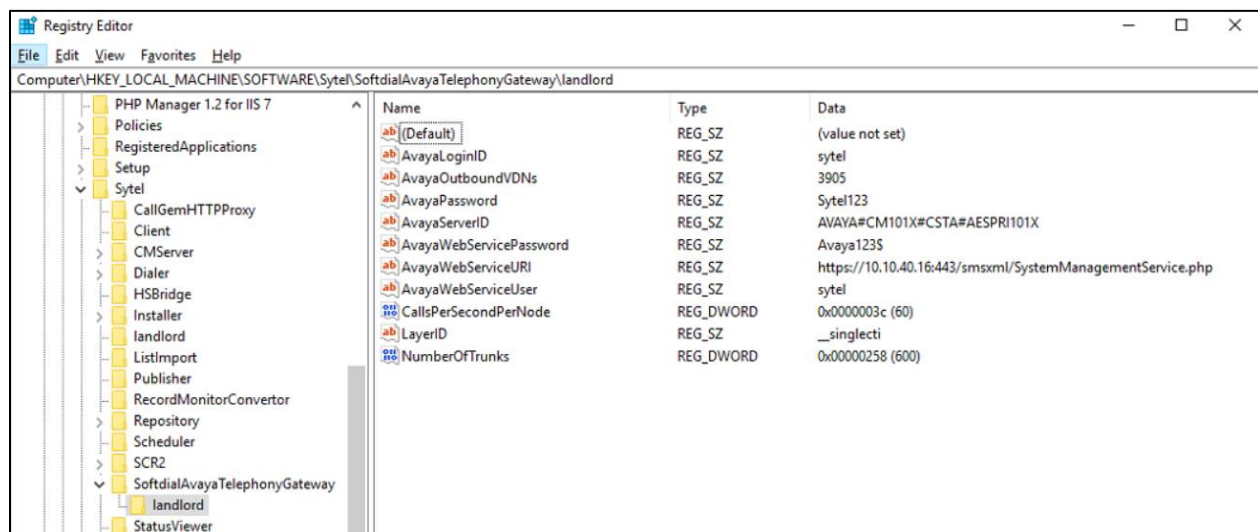 Registry Editor
File Edit View Favorites Help
Computer\HKEY_LOCAL_MACHINE\SOFTWARE\Sytel\SoftdialAvayaTelephonyGateway\landlord
PHP Manager 1.2 for IIS 7
Policies
RegisteredApplications
Setup
Sytel
CallGemHTTPProxy
Client
CMServer
Dialer
HSBridge
Installer
landlord
ListImport
Publisher
RecordMonitorConvertor
Repository
Scheduler
SCR2
SoftdialAvayaTelephonyGateway
landlord
StatusViewer
Name Type Data
(Default) REG_SZ (value not set)
AvayaLoginID REG_SZ sytel
AvayaOutboundVDNs REG_SZ 3905
AvayaPassword REG_SZ Sytel123
AvayaServerID REG_SZ AVAYA#CM101X#CSTA#AESPRI101X
AvayaWebServicePassword REG_SZ Avaya123$
AvayaWebServiceURI REG_SZ https://10.10.40.16:443/smsxml/SystemManagementService.php
AvayaWebServiceUser REG_SZ sytel
CallsPerSecondPerNode REG_DWORD 0x0000003c (60)
LayerID REG_SZ __singlecti
NumberOfTrunks REG_DWORD 0x00000258 (600)